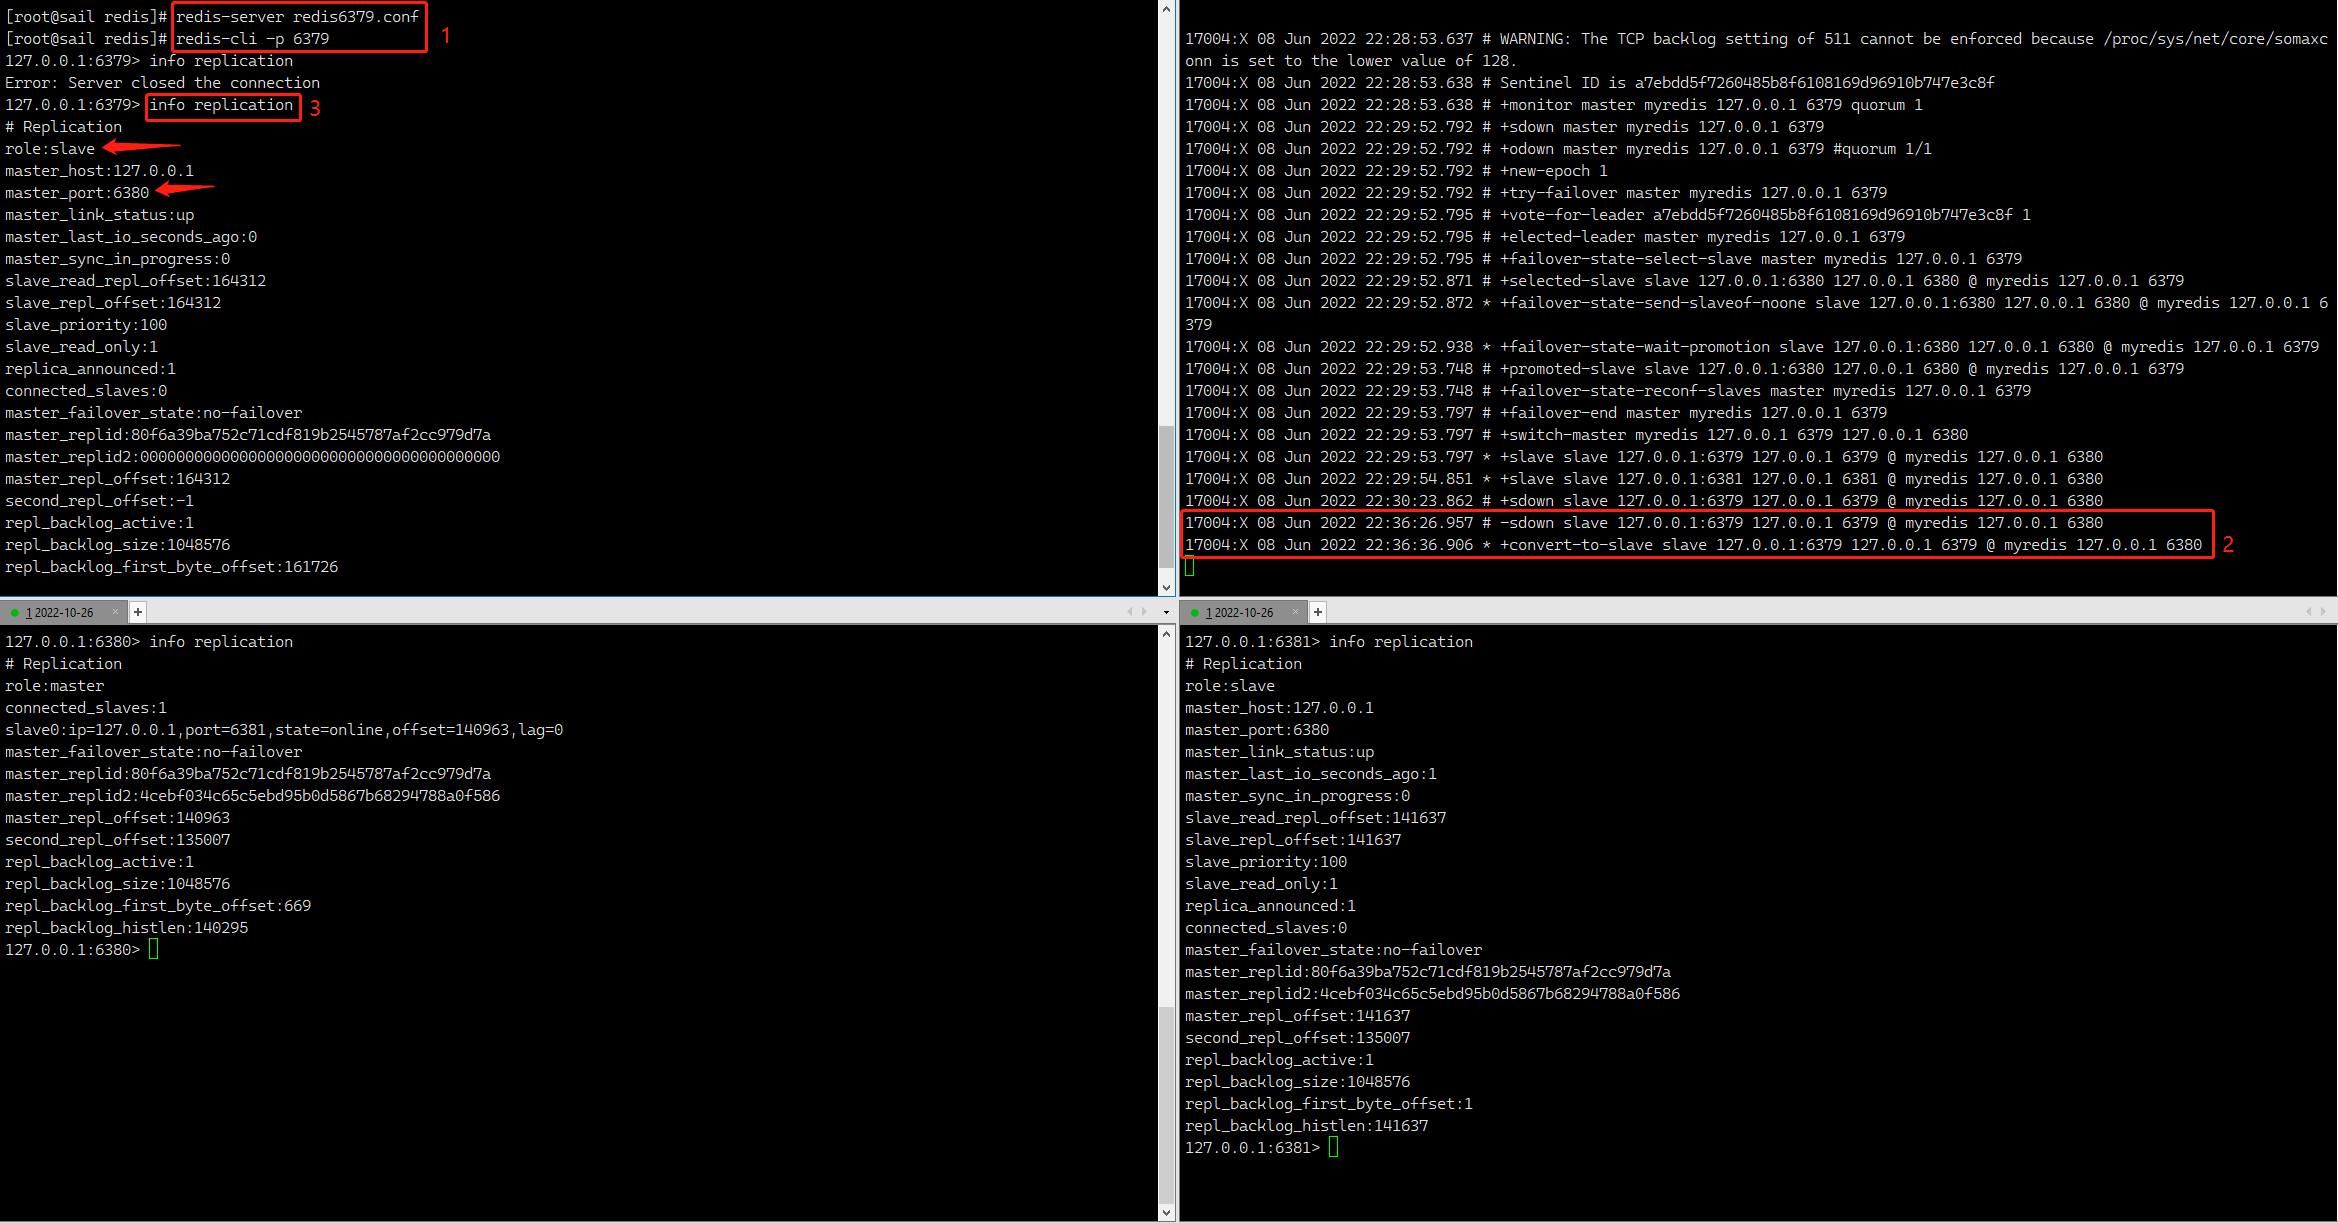 [root@sail redis]# redis-server redis6379.conf
[root@sail redis]# redis-cli -p 6379
1
127.0.0.1:6379> info replication
Error: Server closed the connection
127.0.0.1:6379> info replication
3
# Replication
role:slave
master_host:127.0.0.1
master_port:6380
master_link_status:up
master_last_io_seconds_ago:0
master_sync_in_progress:0
slave_read_repl_offset:164312
slave_repl_offset:164312
slave_priority:100
slave_read_only:1
replica_announced:1
connected_slaves:0
master_failover_state:no-failover
master_replid:80f6a39ba752c71cdf819b2545787af2cc979d7a
master_replid2:0000000000000000000000000000000000000000
master_repl_offset:164312
second_repl_offset:-1
repl_backlog_active:1
repl_backlog_size:1048576
repl_backlog_first_byte_offset:161726
17004:X 08 Jun 2022 22:28:53.637 # WARNING: The TCP backlog setting of 511 cannot be enforced because /proc/sys/net/core/somaxc
onn is set to the lower value of 128.
17004:X 08 Jun 2022 22:28:53.638 # Sentinel ID is a7ebdd5f7260485b8f6108169d96910b747e3c8f
17004:X 08 Jun 2022 22:28:53.638 # +monitor master myredis 127.0.0.1 6379 quorum 1
17004:X 08 Jun 2022 22:29:52.792 # +sdown master myredis 127.0.0.1 6379
17004:X 08 Jun 2022 22:29:52.792 # +odown master myredis 127.0.0.1 6379 #quorum 1/1
17004:X 08 Jun 2022 22:29:52.792 # +new-epoch 1
17004:X 08 Jun 2022 22:29:52.792 # +try-failover master myredis 127.0.0.1 6379
17004:X 08 Jun 2022 22:29:52.795 # +vote-for-leader a7ebdd5f7260485b8f6108169d96910b747e3c8f 1
17004:X 08 Jun 2022 22:29:52.795 # +elected-leader master myredis 127.0.0.1 6379
17004:X 08 Jun 2022 22:29:52.795 # +failover-state-select-slave master myredis 127.0.0.1 6379
17004:X 08 Jun 2022 22:29:52.871 # +selected-slave slave 127.0.0.1:6380 127.0.0.1 6380 @ myredis 127.0.0.1 6379
17004:X 08 Jun 2022 22:29:52.872 * +failover-state-send-slaveof-noone slave 127.0.0.1:6380 127.0.0.1 6380 @ myredis 127.0.0.1 6
379
17004:X 08 Jun 2022 22:29:52.938 * +failover-state-wait-promotion slave 127.0.0.1:6380 127.0.0.1 6380 @ myredis 127.0.0.1 6379
17004:X 08 Jun 2022 22:29:53.748 # +promoted-slave slave 127.0.0.1:6380 127.0.0.1 6380 @ myredis 127.0.0.1 6379
17004:X 08 Jun 2022 22:29:53.748 # +failover-state-reconf-slaves master myredis 127.0.0.1 6379
17004:X 08 Jun 2022 22:29:53.797 # +failover-end master myredis 127.0.0.1 6379
17004:X 08 Jun 2022 22:29:53.797 # +switch-master myredis 127.0.0.1 6379 127.0.0.1 6380
17004:X 08 Jun 2022 22:29:53.797 * +slave slave 127.0.0.1:6379 127.0.0.1 6379 @ myredis 127.0.0.1 6380
17004:X 08 Jun 2022 22:29:54.851 * +slave slave 127.0.0.1:6381 127.0.0.1 6381 @ myredis 127.0.0.1 6380
17004:X 08 Jun 2022 22:30:23.862 # +sdown slave 127.0.0.1:6379 127.0.0.1 6379 @ myredis 127.0.0.1 6380
17004:X 08 Jun 2022 22:36:26.957 # -sdown slave 127.0.0.1:6379 127.0.0.1 6379 @ myredis 127.0.0.1 6380
17004:X 08 Jun 2022 22:36:36.906 * +convert-to-slave slave 127.0.0.1:6379 127.0.0.1 6379 @ myredis 127.0.0.1 6380
2
1 2022-10-26
127.0.0.1:6380> info replication
# Replication
role:master
connected_slaves:1
slave0:ip=127.0.0.1,port=6381,state=online,offset=140963,lag=0
master_failover_state:no-failover
master_replid:80f6a39ba752c71cdf819b2545787af2cc979d7a
master_replid2:4cebf034c65c5ebd95b0d5867b68294788a0f586
master_repl_offset:140963
second_repl_offset:135007
repl_backlog_active:1
repl_backlog_size:1048576
repl_backlog_first_byte_offset:669
repl_backlog_histlen:140295
127.0.0.1:6380>
1 2022-10-26
127.0.0.1:6381> info replication
# Replication
role:slave
master_host:127.0.0.1
master_port:6380
master_link_status:up
master_last_io_seconds_ago:1
master_sync_in_progress:0
slave_read_repl_offset:141637
slave_repl_offset:141637
slave_priority:100
slave_read_only:1
replica_announced:1
connected_slaves:0
master_failover_state:no-failover
master_replid:80f6a39ba752c71cdf819b2545787af2cc979d7a
master_replid2:4cebf034c65c5ebd95b0d5867b68294788a0f586
master_repl_offset:141637
second_repl_offset:135007
repl_backlog_active:1
repl_backlog_size:1048576
repl_backlog_first_byte_offset:1
repl_backlog_histlen:141637
127.0.0.1:6381>